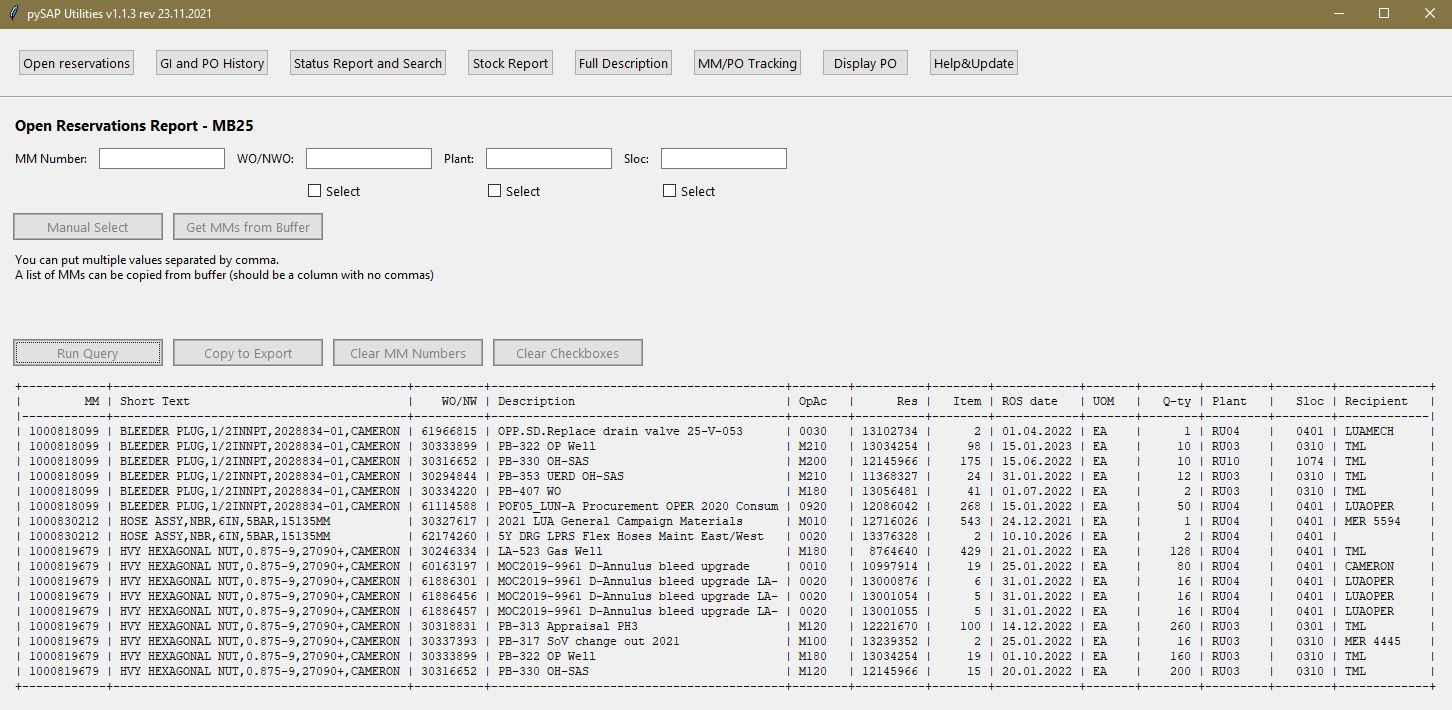 pySAP Utilities v1.1.3 rev 23.11.2021
Open reservations GI and PO History Status Report and Search Stock Report Full Description MM/PO Tracking Display PO Help&Update
Open Reservations Report - MB25
MM Number: WO/NWO: Plant: Sloc:
Select Select Select
Manual Select Get MMs from Buffer
You can put multiple values separated by comma.
A list of MMs can be copied from buffer (should be a column with no commas)
Run Query Copy to Export Clear MM Numbers Clear Checkboxes
| MM | Short Text | WO/NW | Description | OpAc | Res | Item | ROS date | UOM | Q-ty | Plant | Sloc | Recipient |
| 1000818099 | BLEEDER PLUG,1/2INNPT,2028834-01,CAMERON | 61966815 | OPP.SD.Replace drain valve 25-V-053 | 0030 | 13102734 | 2 | 01.04.2022 | EA | 1 | RU04 | 0401 | LUAMECH |
| 1000818099 | BLEEDER PLUG,1/2INNPT,2028834-01,CAMERON | 30333899 | PB-322 OP Well | M210 | 13034254 | 98 | 15.01.2023 | EA | 10 | RU03 | 0310 | TML |
| 1000818099 | BLEEDER PLUG,1/2INNPT,2028834-01,CAMERON | 30316652 | PB-330 OH-SAS | M200 | 12145966 | 175 | 15.06.2022 | EA | 10 | RU10 | 1074 | TML |
| 1000818099 | BLEEDER PLUG,1/2INNPT,2028834-01,CAMERON | 30294844 | PB-353 UERD OH-SAS | M210 | 11368327 | 24 | 31.01.2022 | EA | 12 | RU03 | 0310 | TML |
| 1000818099 | BLEEDER PLUG,1/2INNPT,2028834-01,CAMERON | 30334220 | PB-407 WO | M180 | 13056481 | 41 | 01.07.2022 | EA | 2 | RU03 | 0310 | TML |
| 1000818099 | BLEEDER PLUG,1/2INNPT,2028834-01,CAMERON | 61114588 | POF05_LUN-A Procurement OPER 2020 Consum | 0920 | 12086042 | 268 | 15.01.2022 | EA | 50 | RU04 | 0401 | LUAOPER |
| 1000830212 | HOSE ASSY,NBR,6IN,5BAR,15135MM | 30327617 | 2021 LUA General Campaign Materials | M010 | 12716026 | 543 | 24.12.2021 | EA | 1 | RU04 | 0401 | MER 5594 |
| 1000830212 | HOSE ASSY,NBR,6IN,5BAR,15135MM | 62174260 | 5Y DRG LPRS Flex Hoses Maint East/West | 0020 | 13376328 | 2 | 10.10.2026 | EA | 2 | RU04 | 0401 | |
| 1000819679 | HVY HEXAGONAL NUT,0.875-9,27090+,CAMERON | 30246334 | LA-523 Gas Well | M180 | 8764640 | 429 | 21.01.2022 | EA | 128 | RU04 | 0401 | TML |
| 1000819679 | HVY HEXAGONAL NUT,0.875-9,27090+,CAMERON | 60163197 | MOC2019-9961 D-Annulus bleed upgrade | 0010 | 10997914 | 19 | 25.01.2022 | EA | 80 | RU04 | 0401 | CAMERON |
| 1000819679 | HVY HEXAGONAL NUT,0.875-9,27090+,CAMERON | 61886301 | MOC2019-9961 D-Annulus bleed upgrade LA- | 0020 | 13000876 | 6 | 31.01.2022 | EA | 16 | RU04 | 0401 | LUAOPER |
| 1000819679 | HVY HEXAGONAL NUT,0.875-9,27090+,CAMERON | 61886456 | MOC2019-9961 D-Annulus bleed upgrade LA- | 0020 | 13001054 | 5 | 31.01.2022 | EA | 16 | RU04 | 0401 | LUAOPER |
| 1000819679 | HVY HEXAGONAL NUT,0.875-9,27090+,CAMERON | 61886457 | MOC2019-9961 D-Annulus bleed upgrade LA- | 0020 | 13001055 | 5 | 31.01.2022 | EA | 16 | RU04 | 0401 | LUAOPER |
| 1000819679 | HVY HEXAGONAL NUT,0.875-9,27090+,CAMERON | 30318831 | PB-313 Appraisal PH3 | M120 | 12221670 | 100 | 14.12.2022 | EA | 260 | RU03 | 0301 | TML |
| 1000819679 | HVY HEXAGONAL NUT,0.875-9,27090+,CAMERON | 30337393 | PB-317 SoV change out 2021 | M100 | 13239352 | 2 | 25.01.2022 | EA | 16 | RU03 | 0310 | MER 4445 |
| 1000819679 | HVY HEXAGONAL NUT,0.875-9,27090+,CAMERON | 30333899 | PB-322 OP Well | M180 | 13034254 | 19 | 01.10.2022 | EA | 160 | RU03 | 0310 | TML |
| 1000819679 | HVY HEXAGONAL NUT,0.875-9,27090+,CAMERON | 30316652 | PB-330 OH-SAS | M120 | 12145966 | 15 | 20.01.2022 | EA | 200 | RU03 | 0310 | TML |